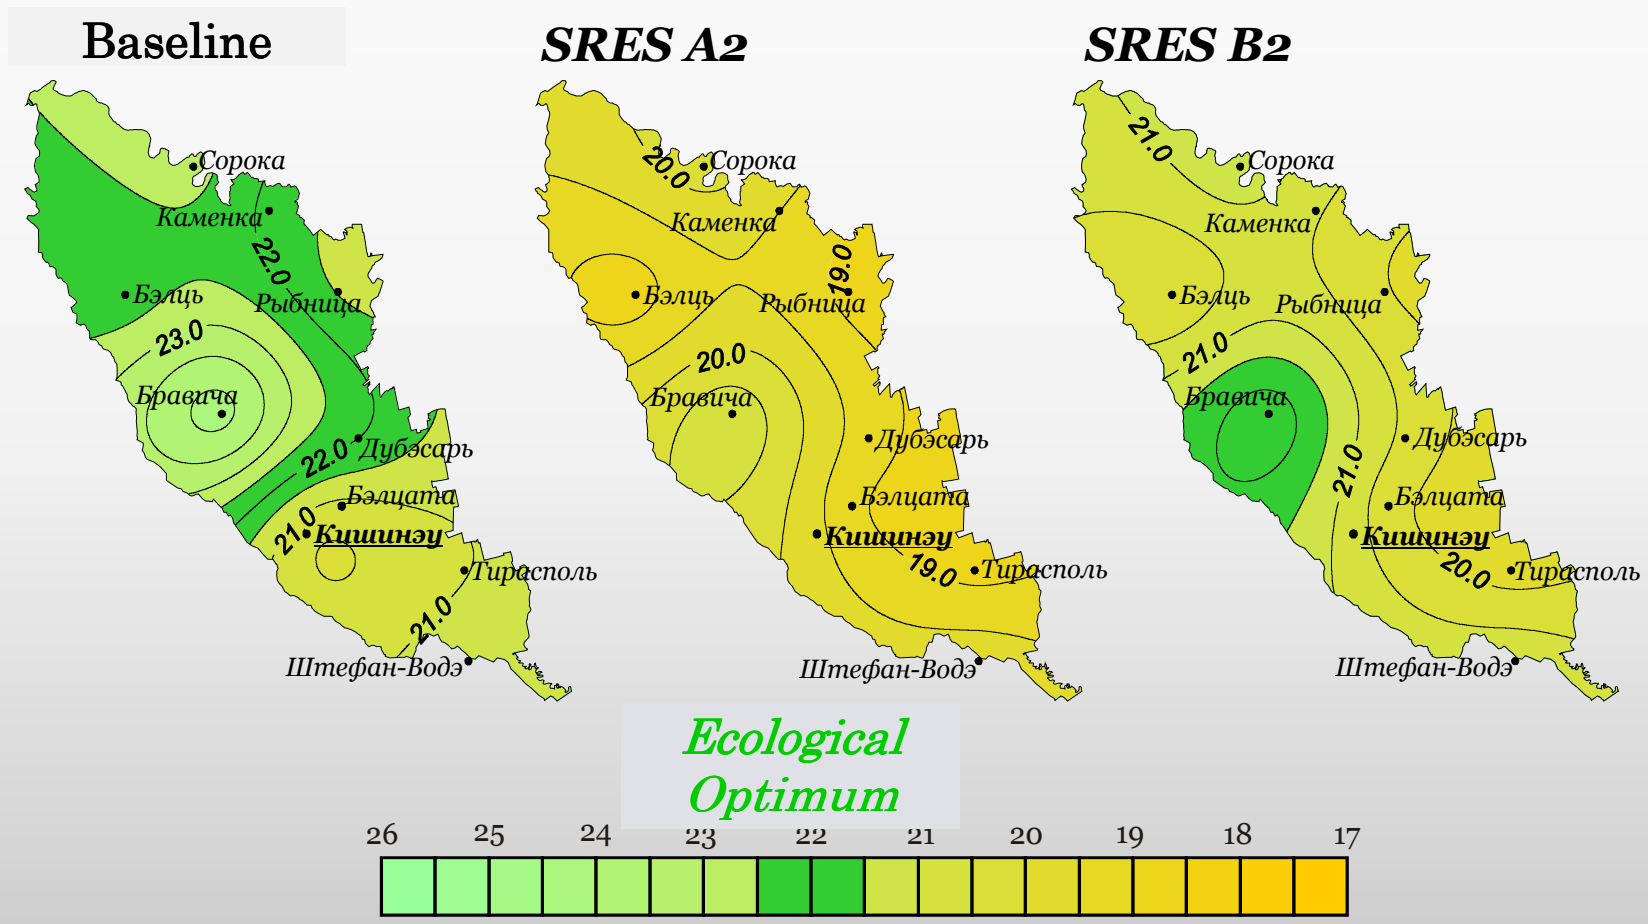 Baseline
SRES A2
SRES B2
Сорока
Каменка
22.0
Бэлць
Рыбница
23.0
Бравича
22.0
Дубэсарь
Бэлцата
21.0
Кишинэу
Тирасполь
21.0
Штефан-Водэ
20.0
Сорока
Каменка
19.0
Бэлць
Рыбница
20.0
Бравича
Дубэсарь
Бэлцата
Кишинэу
19.0
Тирасполь
Штефан-Водэ
21.0
Сорока
Каменка
Бэлць
Рыбница
21.0
Бравича
Дубэсарь
21.0
Бэлцата
Кишинэу
20.0
Тирасполь
Штефан-Водэ
Ecological
Optimum
26 25 24 23 22 21 20 19 18 17